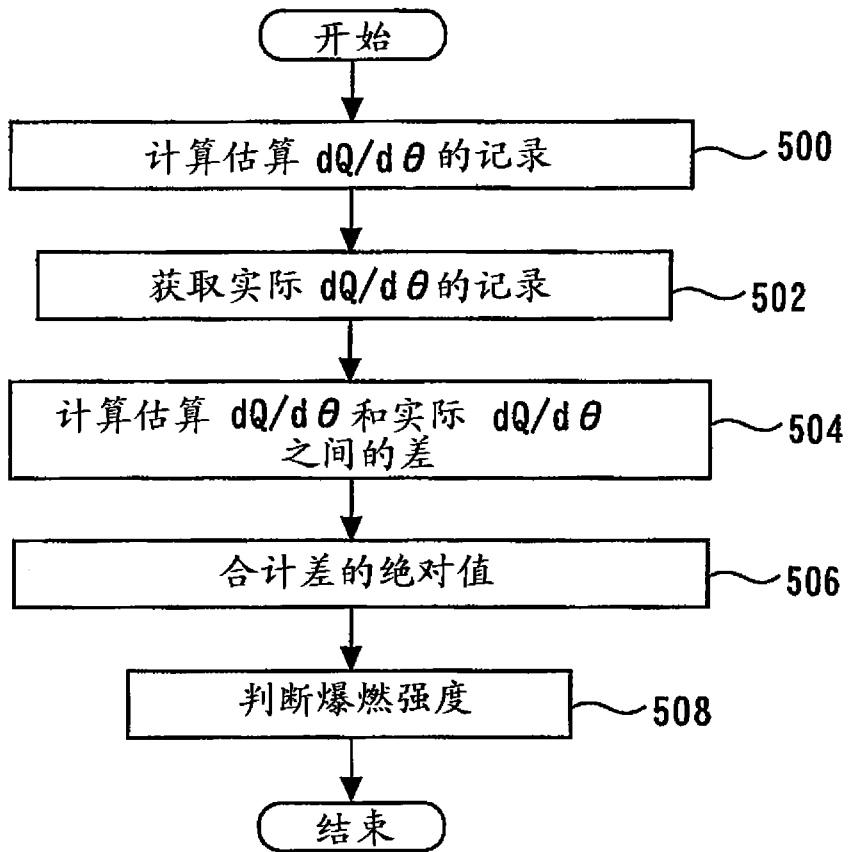 开始
计算估算 dQ/dθ 的记录
500
获取实际 dQ/dθ 的记录
502
计算估算 dQ/dθ 和实际 dQ/dθ
之间的差
504
合计差的绝对值
506
判断爆燃强度
508
结束